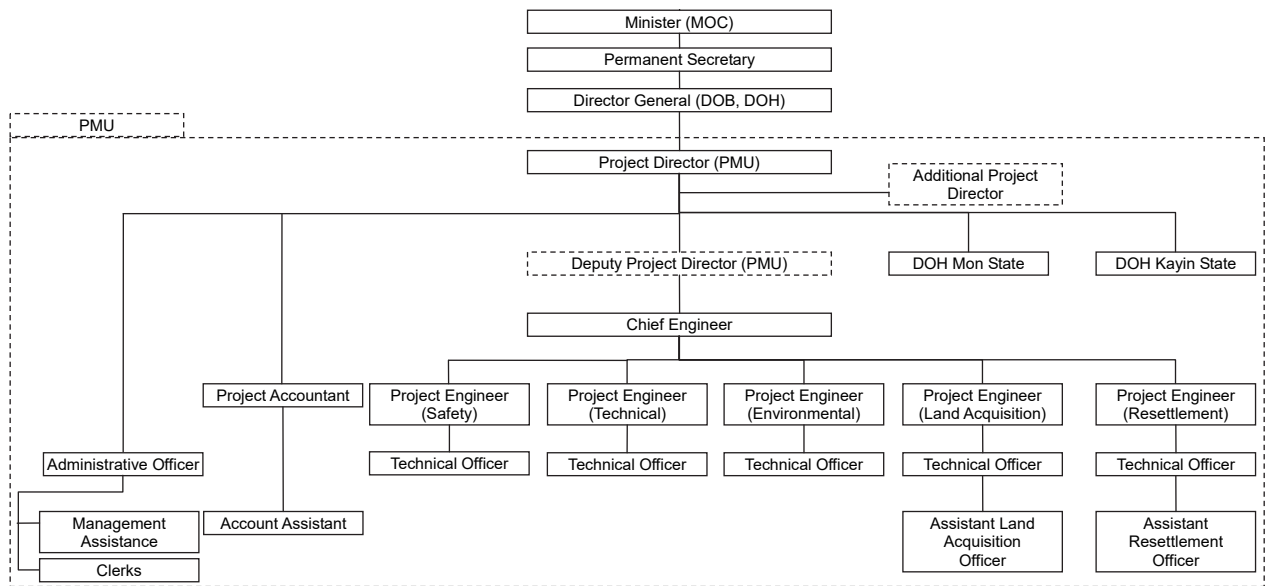 Minister (MOC)
Permanent Secretary
Director General (DOB, DOH)
PMU
Project Director (PMU)
Additional Project
Director
Deputy Project Director (PMU)
DOH Mon State
DOH Kayin State
Chief Engineer
Project Accountant
Project Engineer
(Safety)
Project Engineer
(Technical)
Project Engineer
(Environmental)
Project Engineer
(Land Acquisition)
Project Engineer
(Resettlement)
Administrative Officer
Technical Officer
Technical Officer
Technical Officer
Technical Officer
Technical Officer
Management
Assistance
Account Assistant
Assistant Land
Acquisition
Officer
Assistant
Resettlement
Officer
Clerks